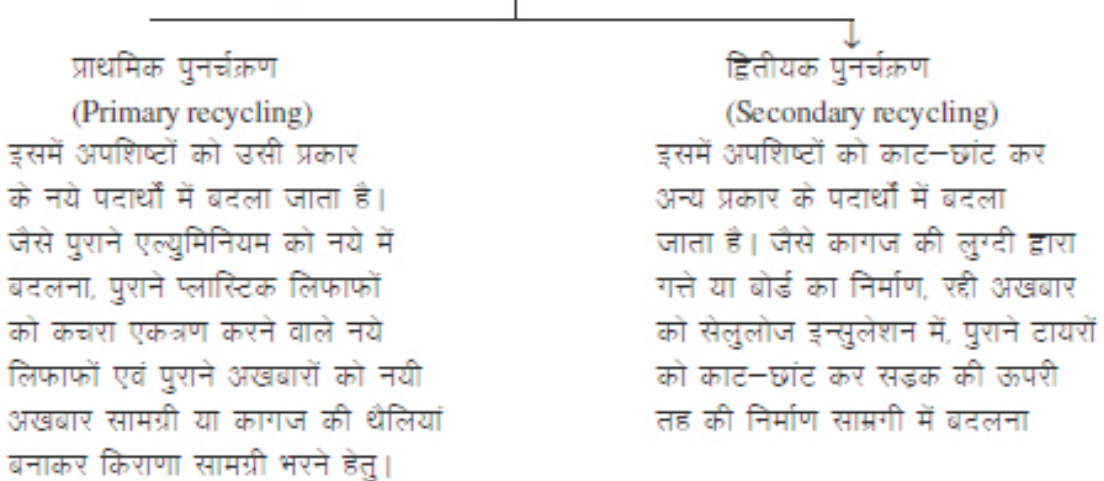 प्राथमिक पुनर्चक्रण
(Primary recycling)
इसमें अपशिष्टों को उसी प्रकार
के नये पदार्थों में बदला जाता है।
जैसे पुराने एल्युमिनियम को नये में
बदलना, पुराने प्लास्टिक लिफाफों
को कचरा एकत्रण करने वाले नये
लिफाफों एवं पुराने अखबारों को नयी
अखबार सामग्री या कागज की थैलियां
बनाकर किराणा सामग्री भरने हेतु।
द्वितीयक पुनर्चक्रण
(Secondary recycling)
इसमें अपशिष्टों को काट–छांट कर
अन्य प्रकार के पदार्थों में बदला
जाता है। जैसे कागज की लुग्दी द्वारा
गत्ते या बोर्ड का निर्माण, रद्दी अखबार
को सेलुलोज इन्सुलेशन में, पुराने टायरों
को काट–छांट कर सड़क की ऊपरी
तह की निर्माण साम्रगी में बदलना